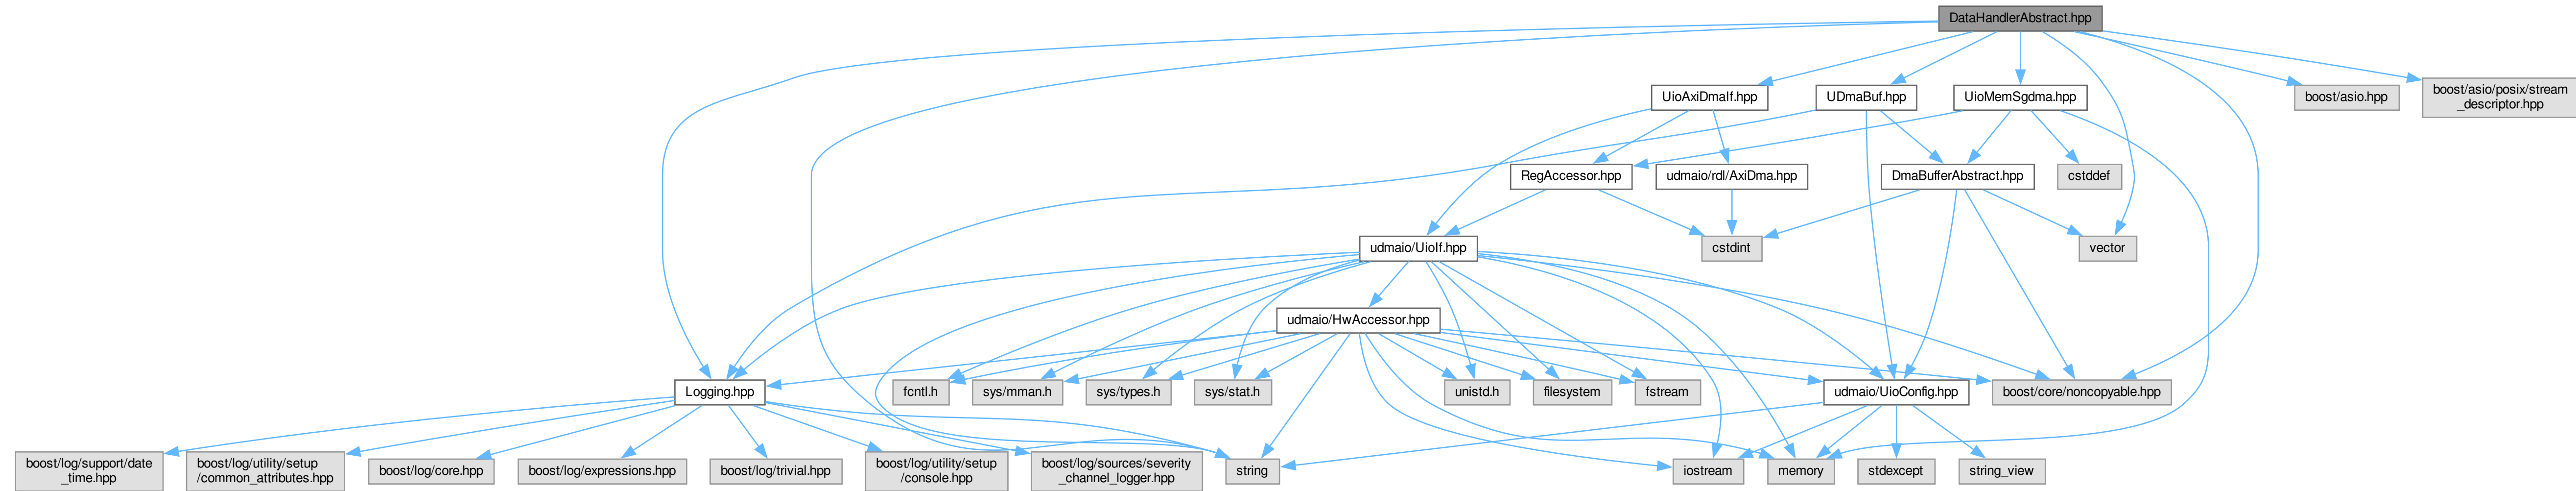 DataHandlerAbstract.hpp
UioAxiDmaIf.hpp
UDmaBuf.hpp
UioMemSgdma.hpp
boost/asio.hpp
boost/asio/posix/stream
_descriptor.hpp
RegAccessor.hpp
udmaio/rdl/AxiDma.hpp
DmaBufferAbstract.hpp
cstddef
udmaio/UioIf.hpp
cstdint
vector
udmaio/HwAccessor.hpp
Logging.hpp
fcntl.h
sys/mman.h
sys/types.h
sys/stat.h
unistd.h
filesystem
fstream
udmaio/UioConfig.hpp
boost/core/noncopyable.hpp
boost/log/support/date
_time.hpp
boost/log/utility/setup
/common_attributes.hpp
boost/log/core.hpp
boost/log/expressions.hpp
boost/log/trivial.hpp
boost/log/utility/setup
/console.hpp
boost/log/sources/severity
_channel_logger.hpp
string
iostream
memory
stdexcept
string_view